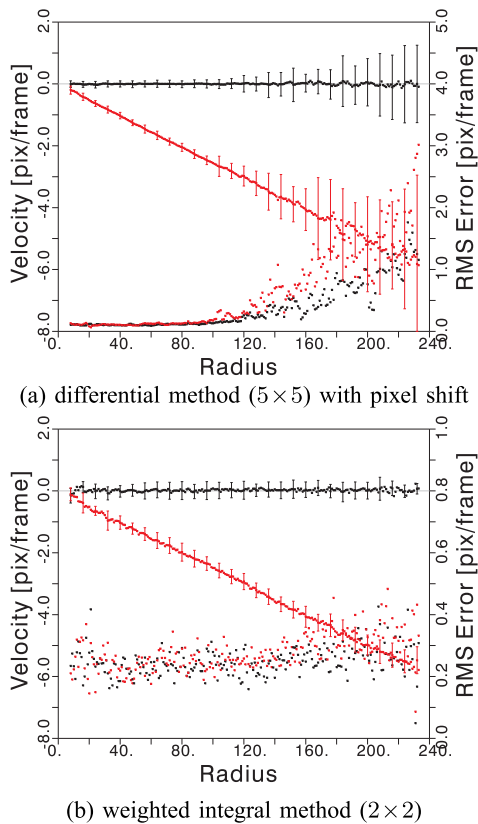 2.0
0.0
-2.0
-4.0
-6.0
-8.0
Velocity [pix/frame]
5.0
4.0
3.0
2.0
1.0
0.0
RMS Error [pix/frame]
-0. 40. 80. 120. 160. 200. 240.
Radius
(a) differential method (5×5) with pixel shift
2.0
0.0
-2.0
-4.0
-6.0
-8.0
Velocity [pix/frame]
1.0
0.8
0.6
0.4
0.2
0.0
RMS Error [pix/frame]
-0. 40. 80. 120. 160. 200. 240.
Radius
(b) weighted integral method (2×2)